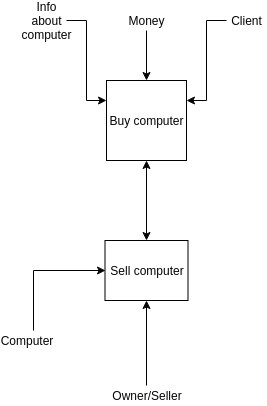 Info
about
computer
Money
Client
Buy computer
Sell computer
Computer
Owner/Seller